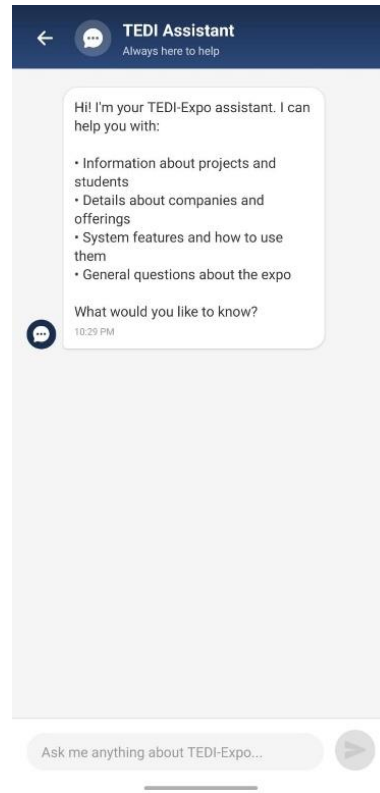 TEDI Assistant
Always here to help
Hi! I'm your TEDI-Expo assistant. I can
help you with:
• Information about projects and
students
• Details about companies and
offerings
• System features and how to use
them
• General questions about the expo
What would you like to know?
10:29 PM
Ask me anything about TEDI-Expo...